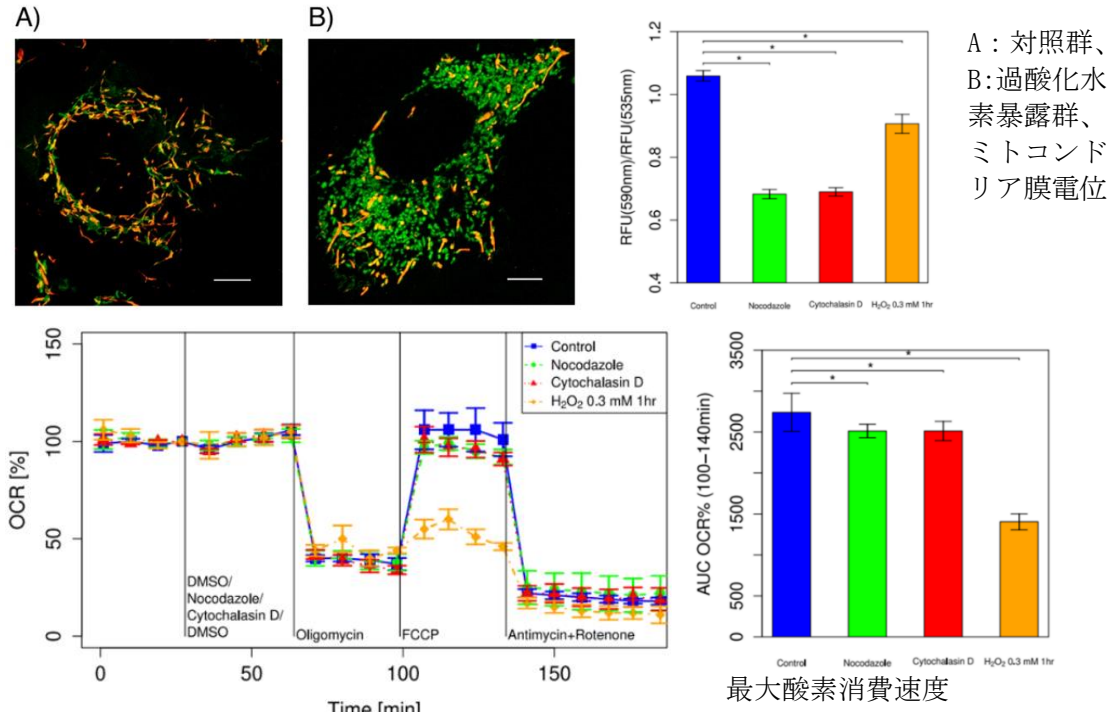 A)
B)
RFU(590nm)/RFU(535nm)
1.2
1.0
0.8
0.6
0.4
*
*
*
Control
Nocodazole
Cytochalasin D
H₂O₂ 0.3 mM 1hr
A：対照群、
B:過酸化水
素暴露群、
ミトコンド
リア膜電位
OCR [%]
150
100
50
0
Control
Nocodazole
Cytochalasin D
H₂O₂ 0.3 mM 1hr
DMSO/
Nocodazole/
Cytochalasin D/
DMSO
Oligomycin
FCCP
Antimycin+Rotenone
0
50
100
150
Time [min]
AUC OCR% (100−140min)
3500
2500
1500
500
0
*
*
*
Control
Nocodazole
Cytochalasin D
H₂O₂ 0.3 mM 1hr
最大酸素消費速度